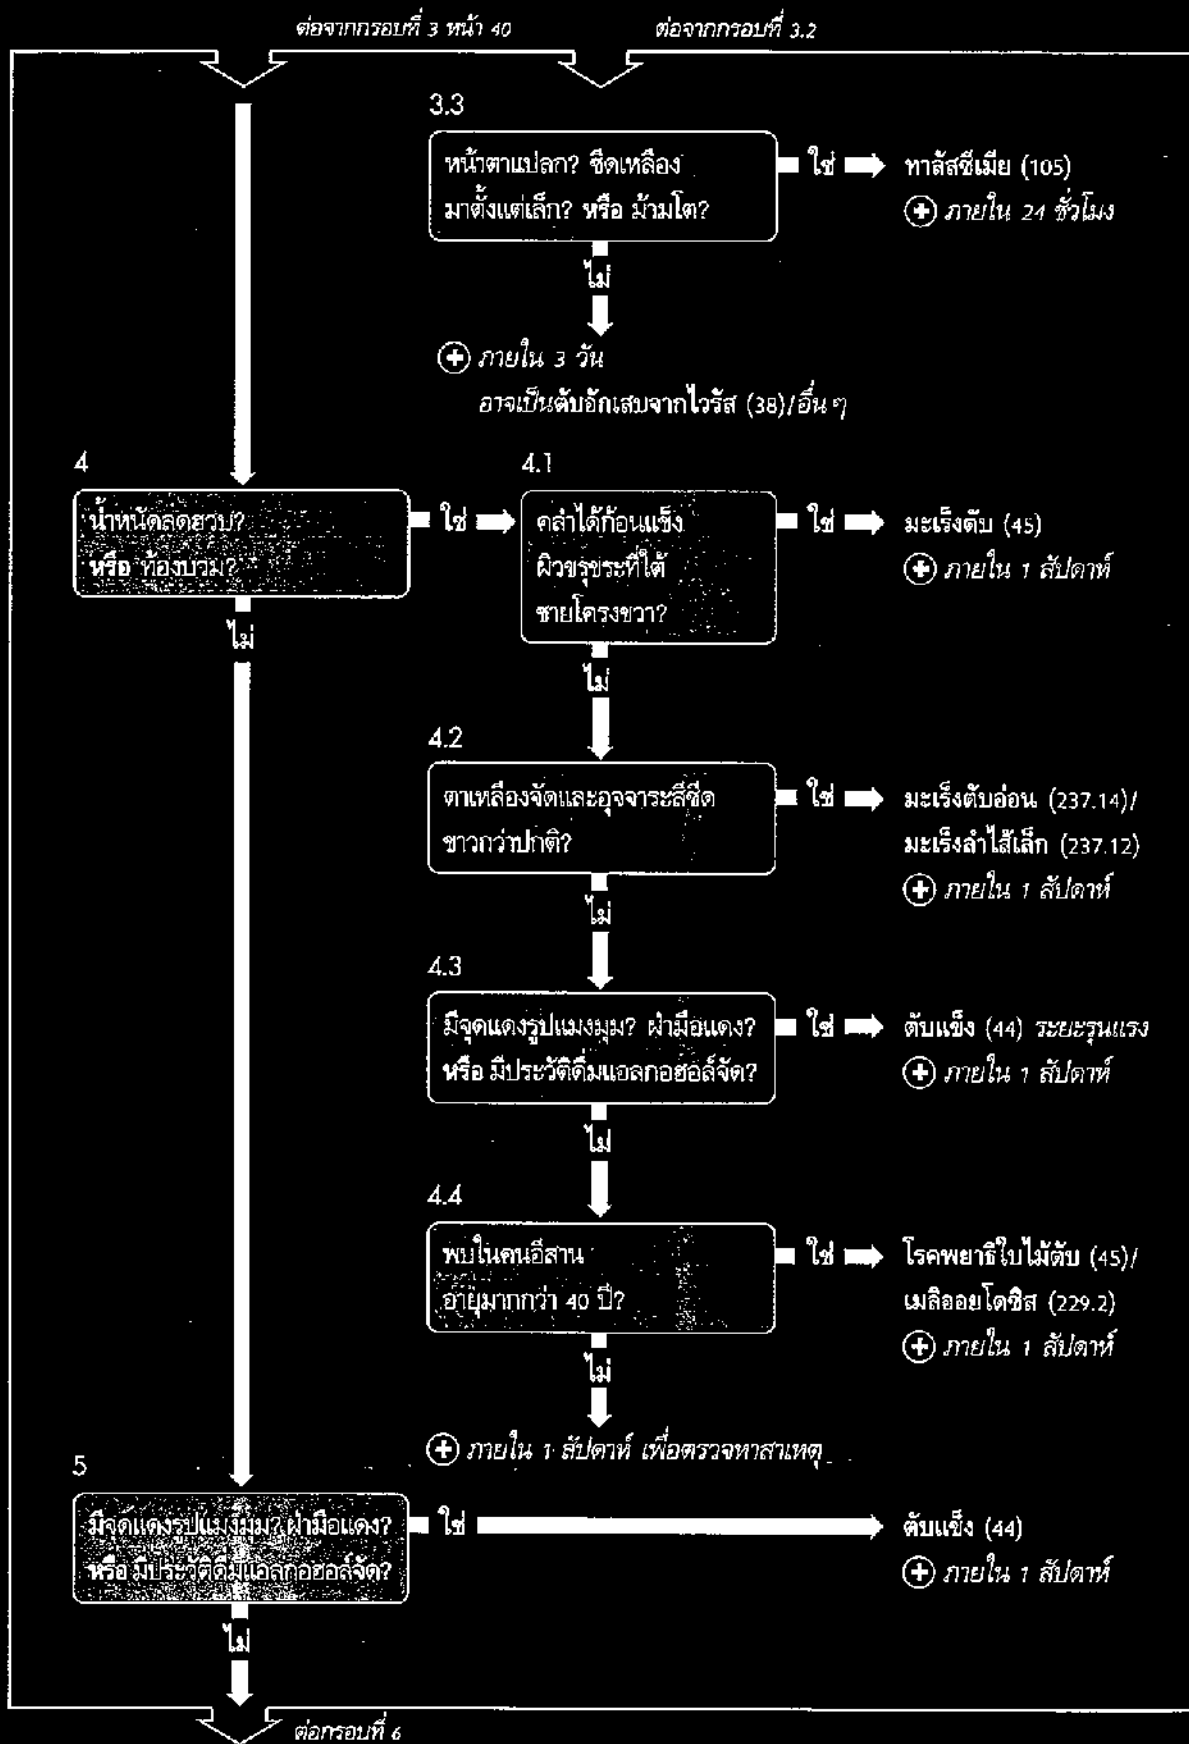 ต่อจากกรอบที่ 3 หน้า 40
ต่อจากกรอบที่ 3.2
3.3
หน้าตาแปลก? ซีดเหลือง
มาตั้งแต่เล็ก? หรือ ม้ามโต?
ใช่
ทาลัสซีเมีย (105)
ภายใน 24 ชั่วโมง
ไม่
ภายใน 3 วัน
อาจเป็นตับอักเสบจากไวรัส (38)/อื่น ๆ
4
น้ำหนักลดฮวบ?
หรือ ท้องบวม?
ใช่
4.1
คลำได้ก้อนแข็ง
ผิวขรุขระที่ใต้
ชายโครงขวา?
ใช่
มะเร็งตับ (45)
ภายใน 1 สัปดาห์
ไม่
ไม่
4.2
ตาเหลืองจัดและอุจจาระสีซีด
ขาวกว่าปกติ?
ใช่
มะเร็งตับอ่อน (237.14)/
มะเร็งลำไส้เล็ก (237.12)
ภายใน 1 สัปดาห์
ไม่
4.3
มีจุดแดงรูปแมงมุม? ฝ่ามือแดง?
หรือ มีประวัติดื่มแอลกอฮอล์จัด?
ใช่
ตับแข็ง (44) ระยะรุนแรง
ภายใน 1 สัปดาห์
ไม่
4.4
พบในคนอีสาน
อายุมากกว่า 40 ปี?
ใช่
โรคพยาธิใบไม้ตับ (45)/
เมลิออยโดซิส (229.2)
ภายใน 1 สัปดาห์
ไม่
ภายใน 1 สัปดาห์ เพื่อตรวจหาสาเหตุ
5
มีจุดแดงรูปแมงมุม? ฝ่ามือแดง?
หรือ มีประวัติดื่มแอลกอฮอล์จัด?
ใช่
ตับแข็ง (44)
ภายใน 1 สัปดาห์
ไม่
ต่อกรอบที่ 6